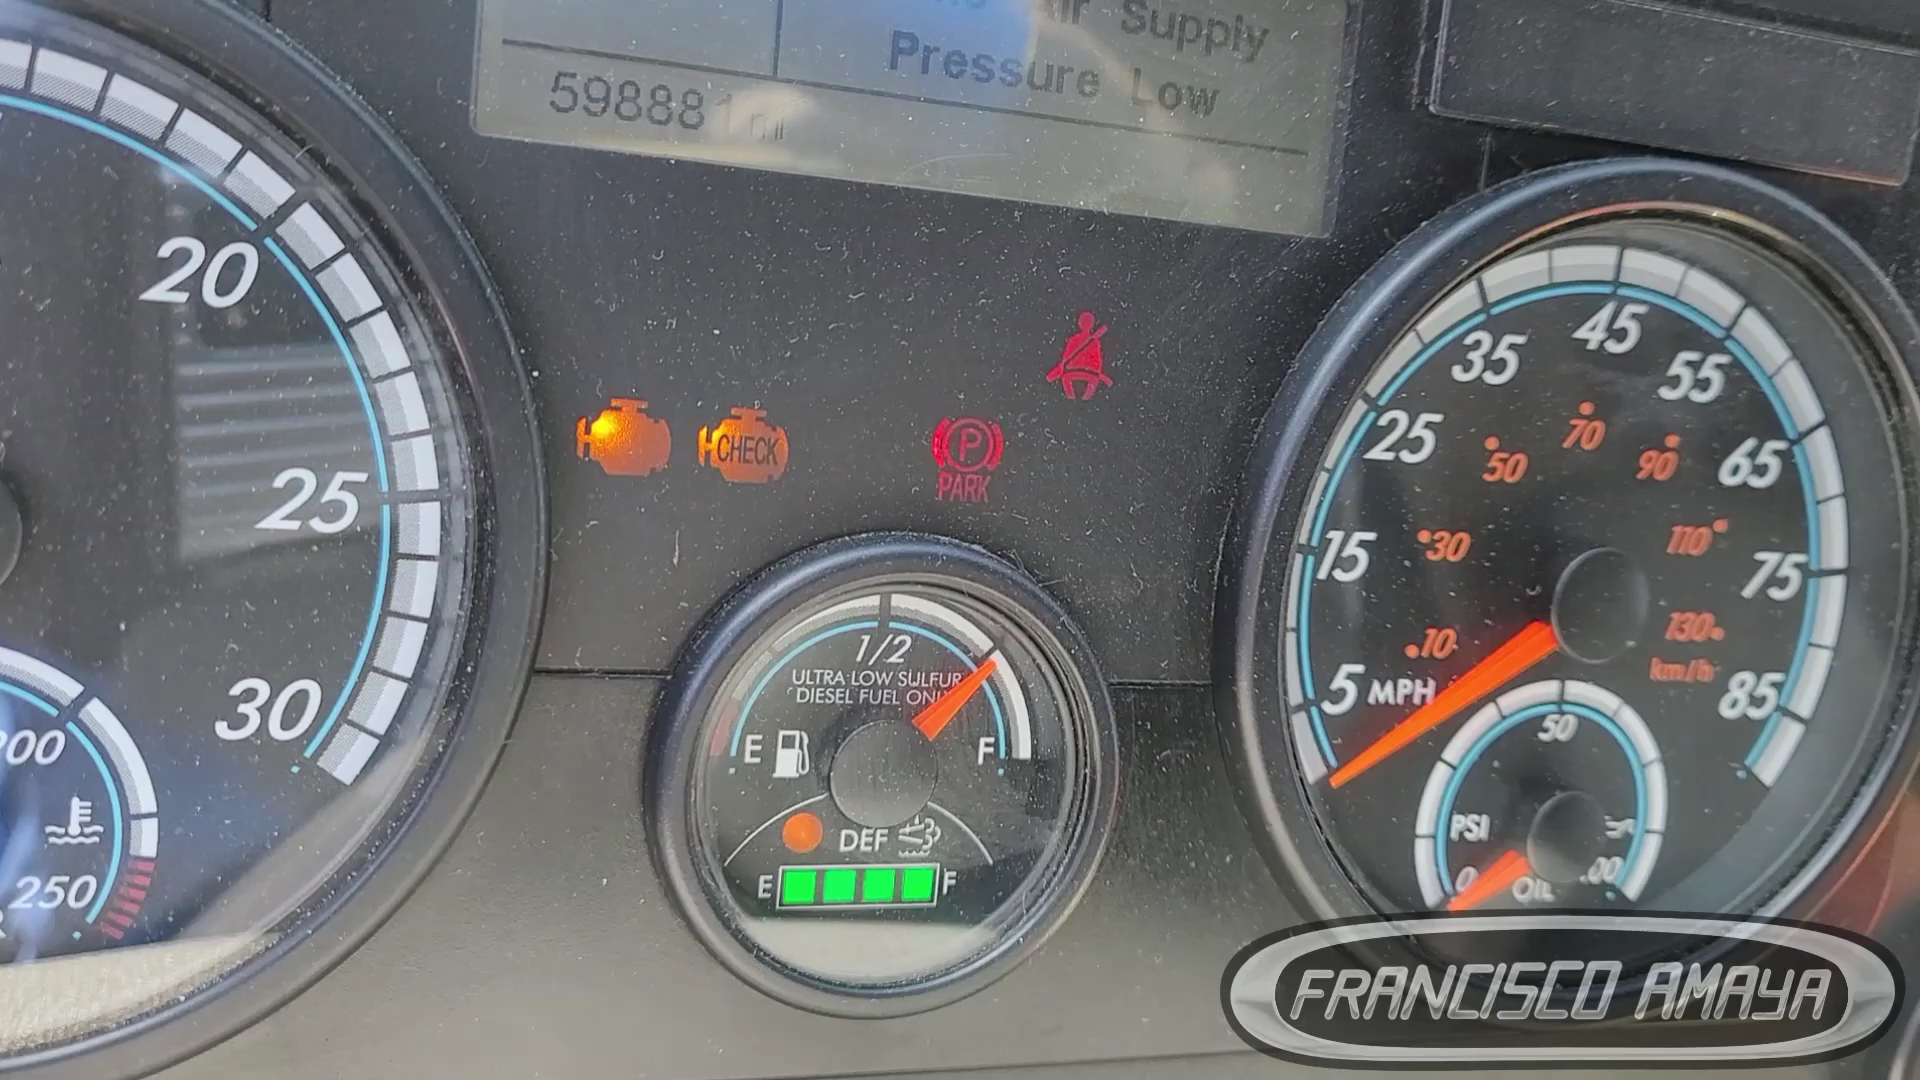 Supply
Pressure Low
59888
20
25
30
250
CHECK
PARK
1/2
ULTRA LOW SULFUR
DIESEL FUEL ONLY
E
F
DEF
E
F
5
MPH
15
25
35
45
55
65
75
85
10
30
50
70
90
110
130
km/h
50
PSI
0
OIL
FRANCISCO AMAYA